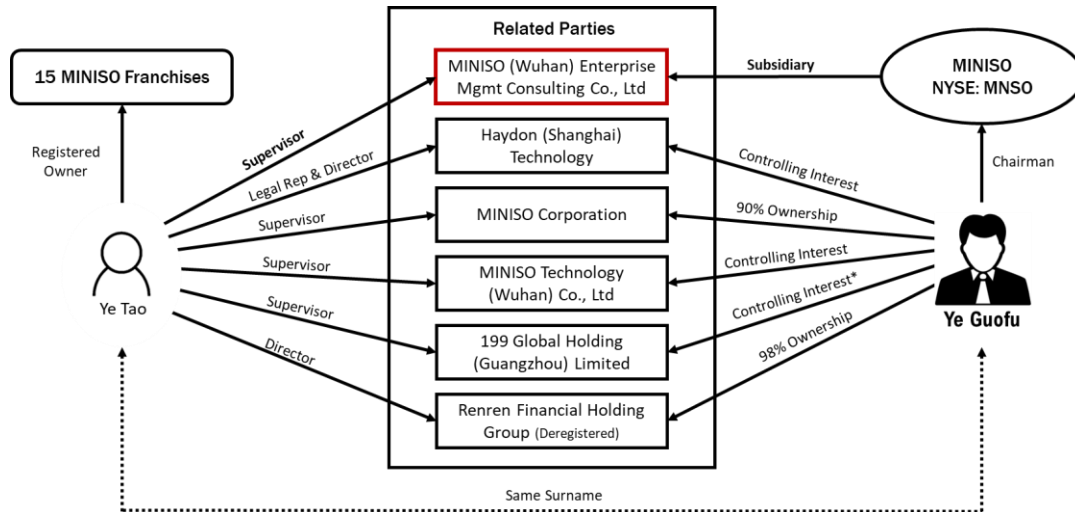 Related Parties
15 MINISO Franchises
MINISO (Wuhan) Enterprise
Mgmt Consulting Co., Ltd
Subsidiary
MINISO
NYSE: MNSO
Registered
Owner
Supervisor
Haydon (Shanghai)
Technology
Controlling Interest
Chairman
Legal Rep & Director
Supervisor
MINISO Corporation
90% Ownership
Ye Tao
Supervisor
MINISO Technology
(Wuhan) Co., Ltd
Controlling Interest
Ye Guofu
Supervisor
199 Global Holding
(Guangzhou) Limited
Controlling Interest*
Director
Renren Financial Holding
Group (Deregistered)
98% Ownership
Same Surname